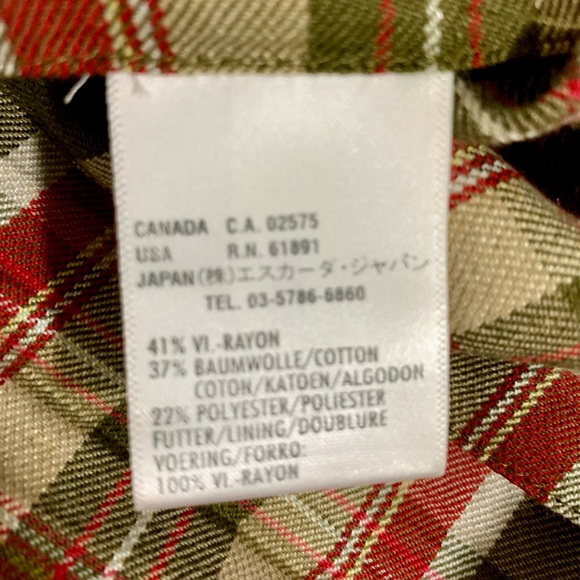 CANADA C.A. 02575
USA R.N. 61891
JAPAN(株)エスカーダ・ジャパン
TEL. 03-5786-6860
41% VI.-RAYON
37% BAUMWOLLE/COTTON
COTON/KATOEN/ALGODON
22% POLYESTER/POLIESTER
FUTTER/LINING/DOUBLURE
VOERING/FORRO:
100% VI.-RAYON